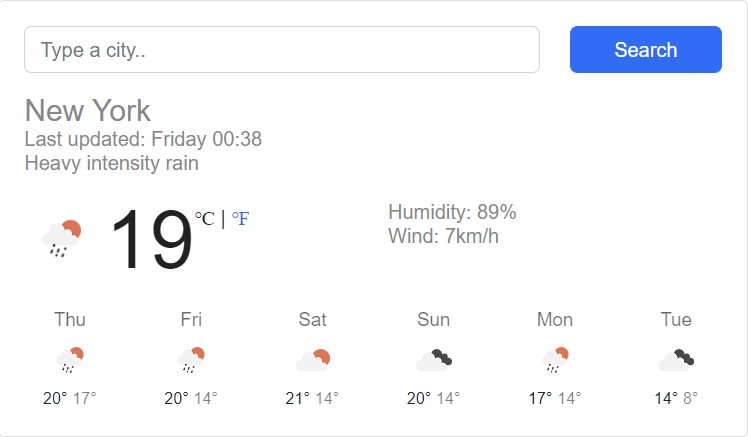 Type a city..
Search
New York
Last updated: Friday 00:38
Heavy intensity rain
19 °C | °F
Humidity: 89%
Wind: 7km/h
Thu Fri Sat Sun Mon Tue
20° 17° 20° 14° 21° 14° 20° 14° 17° 14° 14° 8°